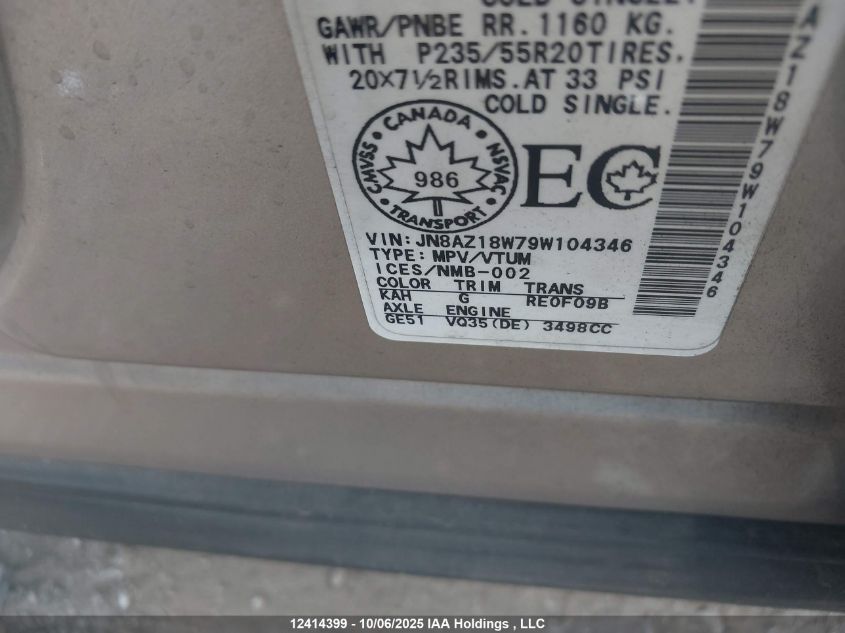 GAWR/PNBE RR. 1160 KG.
WITH P235/55R20TIRES.
20X7½RIMS. AT 33 PSI
COLD SINGLE.
CANADA
CMVSS 986 NSVAC
TRANSPORT
EC
VIN: JN8AZ18W79W104346
TYPE: MPV/VTUM
ICES/NMB-002
COLOR TRIM TRANS
KAH G RE0F09B
AXLE ENGINE
GE51 VQ35(DE) 3498CC
AZ18W79W104346
12414399 - 10/06/2025 IAA Holdings , LLC